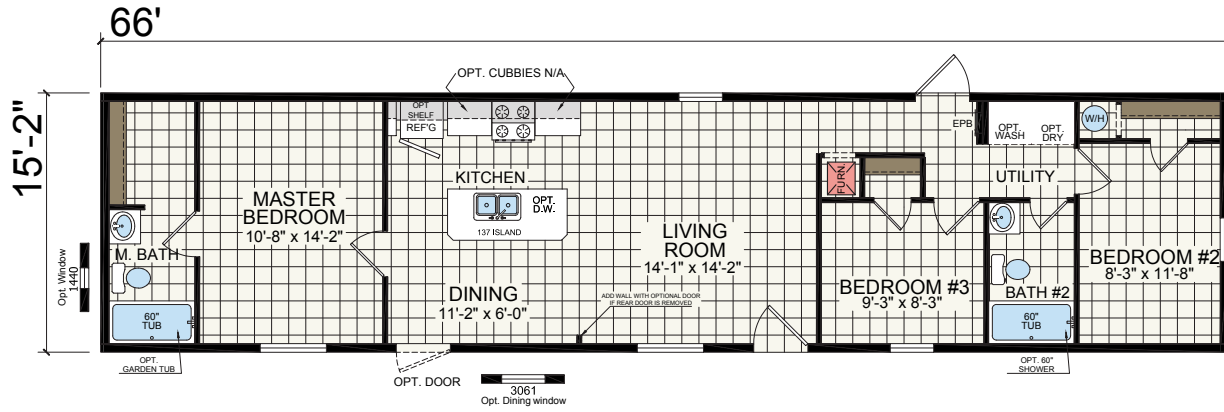 66'
15'-2"
OPT. CUBBIES N/A
OPT
SHELF
REF'G
EPB
OPT.
WASH
OPT.
DRY
W/H
FURN.
UTILITY
KITCHEN
OPT.
D.W.
137 ISLAND
MASTER
BEDROOM
10'-8" x 14'-2"
M. BATH
LIVING
ROOM
14'-1" x 14'-2"
BEDROOM #2
8'-3" x 11'-8"
BEDROOM #3
9'-3" x 8'-3"
BATH #2
DINING
11'-2" x 6'-0"
ADD WALL WITH OPTIONAL DOOR
IF REAR DOOR IS REMOVED
Opt. Window
1440
60"
TUB
60"
TUB
OPT.
GARDEN TUB
OPT. DOOR
OPT. 60"
SHOWER
3061
Opt. Dining window